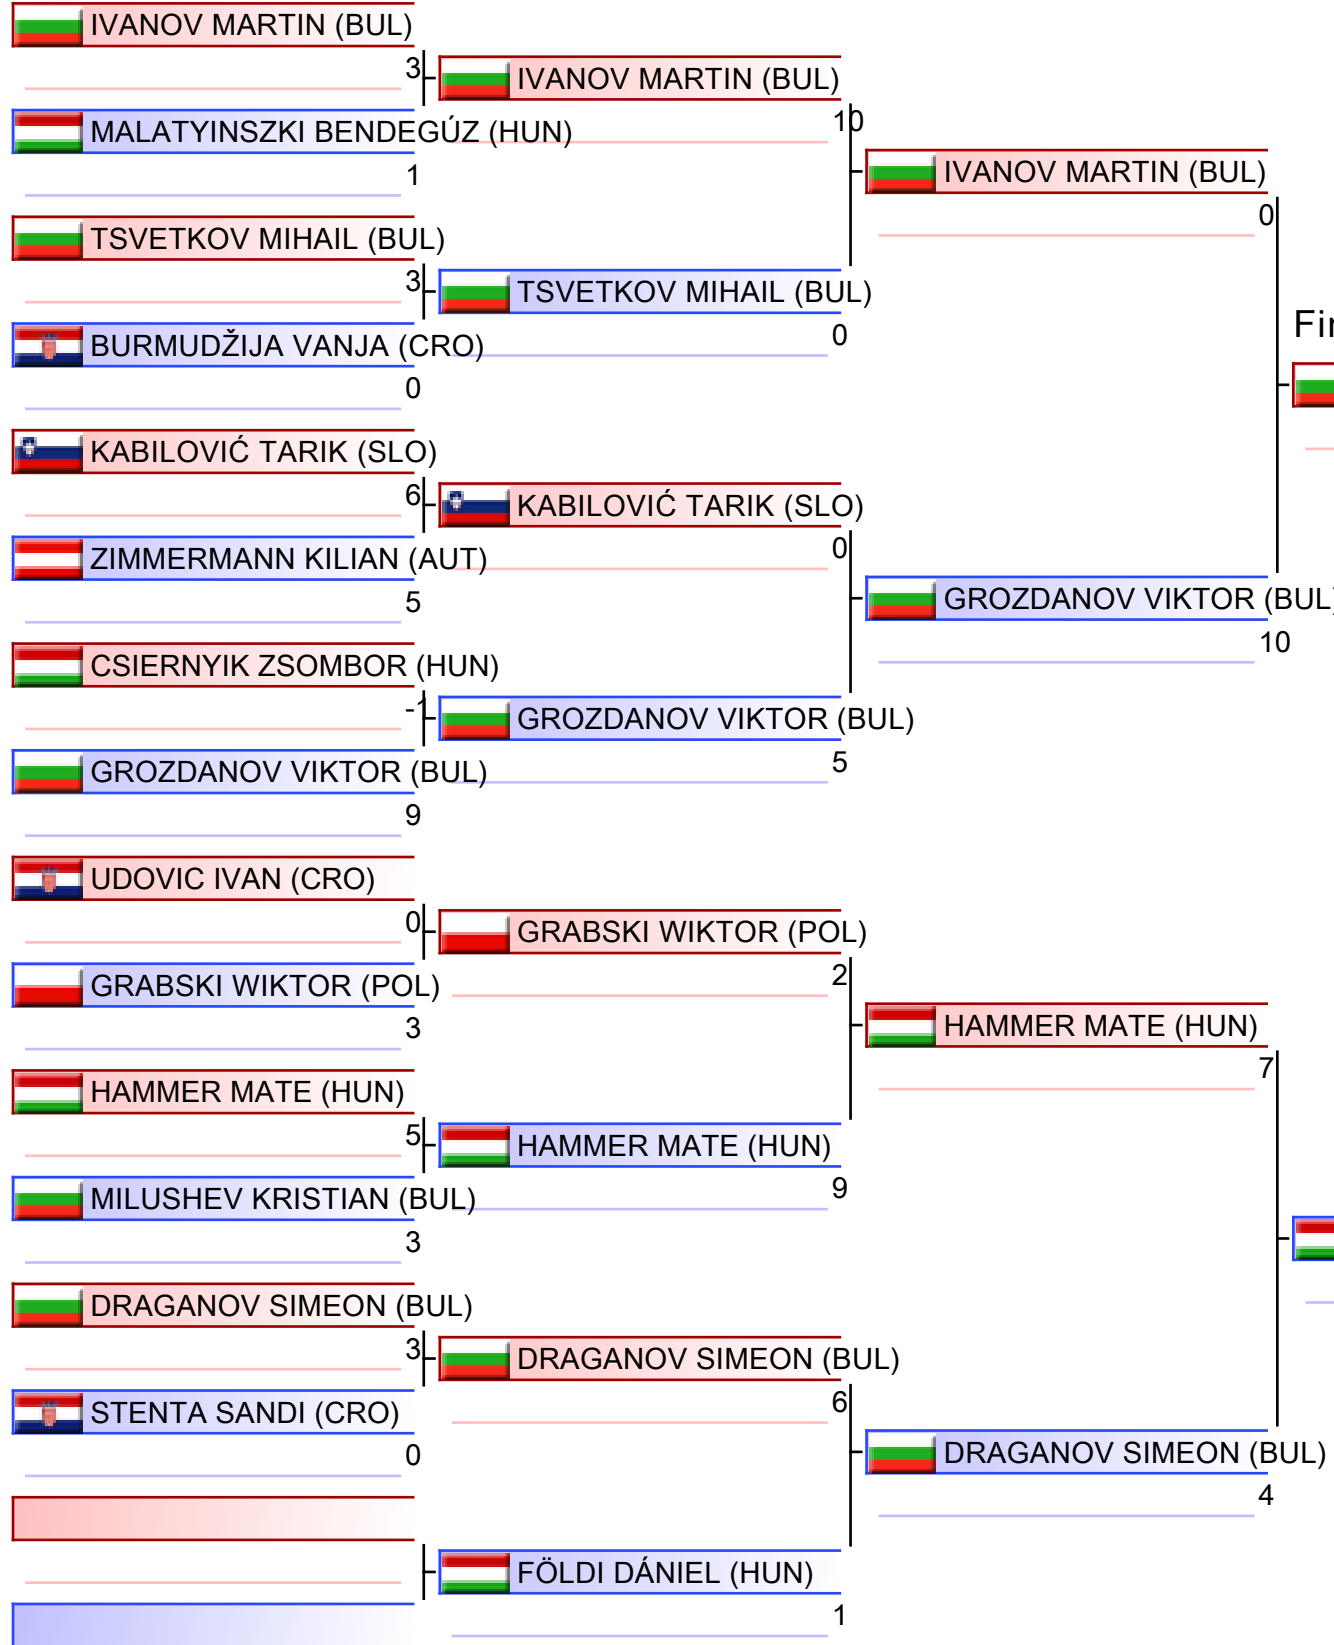 IVANOV MARTIN (BUL)
3
IVANOV MARTIN (BUL)
10
MALATYINSZKI BENDEGÚZ (HUN)
1
IVANOV MARTIN (BUL)
0
TSVETKOV MIHAIL (BUL)
3
TSVETKOV MIHAIL (BUL)
0
BURMUDŽIJA VANJA (CRO)
0
KABILOVIĆ TARIK (SLO)
6
KABILOVIĆ TARIK (SLO)
0
ZIMMERMANN KILIAN (AUT)
5
GROZDANOV VIKTOR (BUL)
10
CSIERNYIK ZSOMBOR (HUN)
-1
GROZDANOV VIKTOR (BUL)
5
GROZDANOV VIKTOR (BUL)
9
UDOVIC IVAN (CRO)
0
GRABSKI WIKTOR (POL)
2
GRABSKI WIKTOR (POL)
3
HAMMER MATE (HUN)
7
HAMMER MATE (HUN)
5
HAMMER MATE (HUN)
9
MILUSHEV KRISTIAN (BUL)
3
DRAGANOV SIMEON (BUL)
3
DRAGANOV SIMEON (BUL)
6
STENTA SANDI (CRO)
0
DRAGANOV SIMEON (BUL)
4
FÖLDI DÁNIEL (HUN)
1